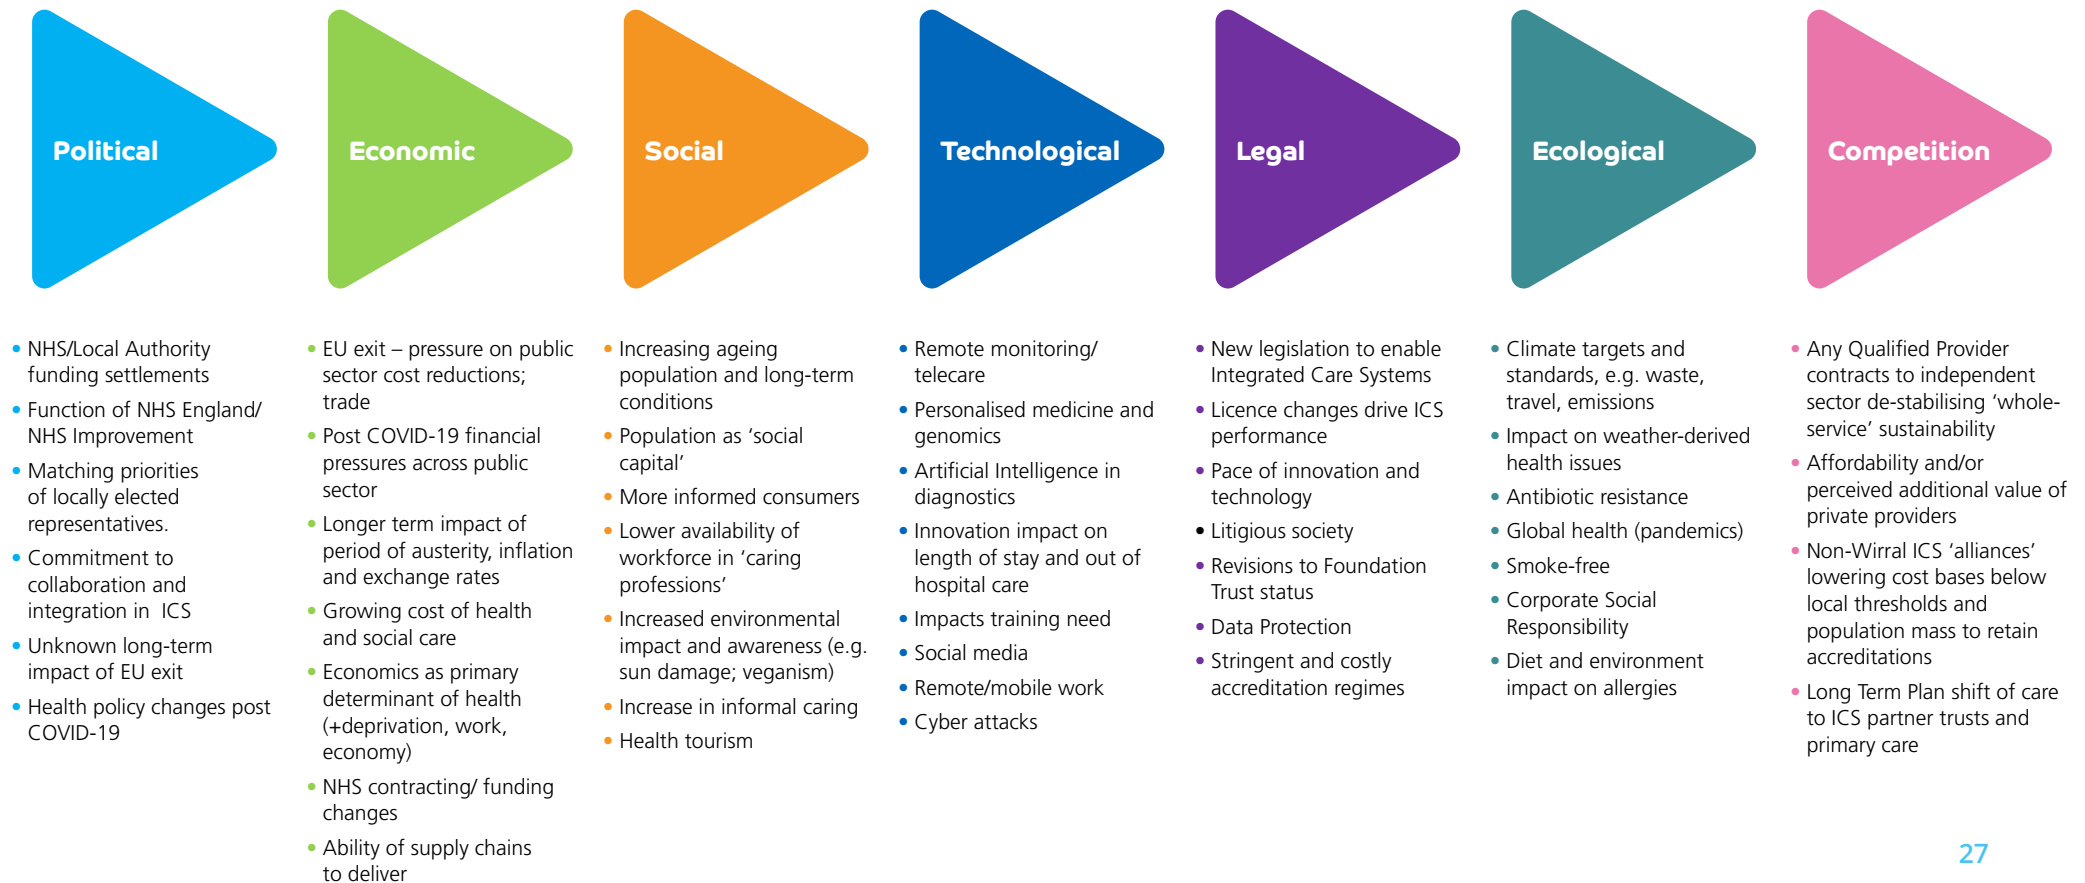 Political
• NHS/Local Authority
funding settlements
• Function of NHS England/
NHS Improvement
• Matching priorities
of locally elected
representatives.
• Commitment to
collaboration and
integration in  ICS
• Unknown long-term
impact of EU exit
• Health policy changes post
COVID-19
Economic
• EU exit – pressure on public
sector cost reductions;
trade
• Post COVID-19 financial
pressures across public
sector
• Longer term impact of
period of austerity, inflation
and exchange rates
• Growing cost of health
and social care
• Economics as primary
determinant of health
(+deprivation, work,
economy)
• NHS contracting/ funding
changes
• Ability of supply chains
to deliver
Social
• Increasing ageing
population and long-term
conditions
• Population as ‘social
capital’
• More informed consumers
• Lower availability of
workforce in ‘caring
professions’
• Increased environmental
impact and awareness (e.g.
sun damage; veganism)
• Increase in informal caring
• Health tourism
Technological
• Remote monitoring/
telecare
• Personalised medicine and
genomics
• Artificial Intelligence in
diagnostics
• Innovation impact on
length of stay and out of
hospital care
• Impacts training need
• Social media
• Remote/mobile work
• Cyber attacks
Legal
• New legislation to enable
Integrated Care Systems
• Licence changes drive ICS
performance
• Pace of innovation and
technology
• Litigious society
• Revisions to Foundation
Trust status
• Data Protection
• Stringent and costly
accreditation regimes
Ecological
• Climate targets and
standards, e.g. waste,
travel, emissions
• Impact on weather-derived
health issues
• Antibiotic resistance
• Global health (pandemics)
• Smoke-free
• Corporate Social
Responsibility
• Diet and environment
impact on allergies
Competition
• Any Qualified Provider
contracts to independent
sector de-stabilising ‘whole-
service’ sustainability
• Affordability and/or
perceived additional value of
private providers
• Non-Wirral ICS ‘alliances’
lowering cost bases below
local thresholds and
population mass to retain
accreditations
• Long Term Plan shift of care
to ICS partner trusts and
primary care
27